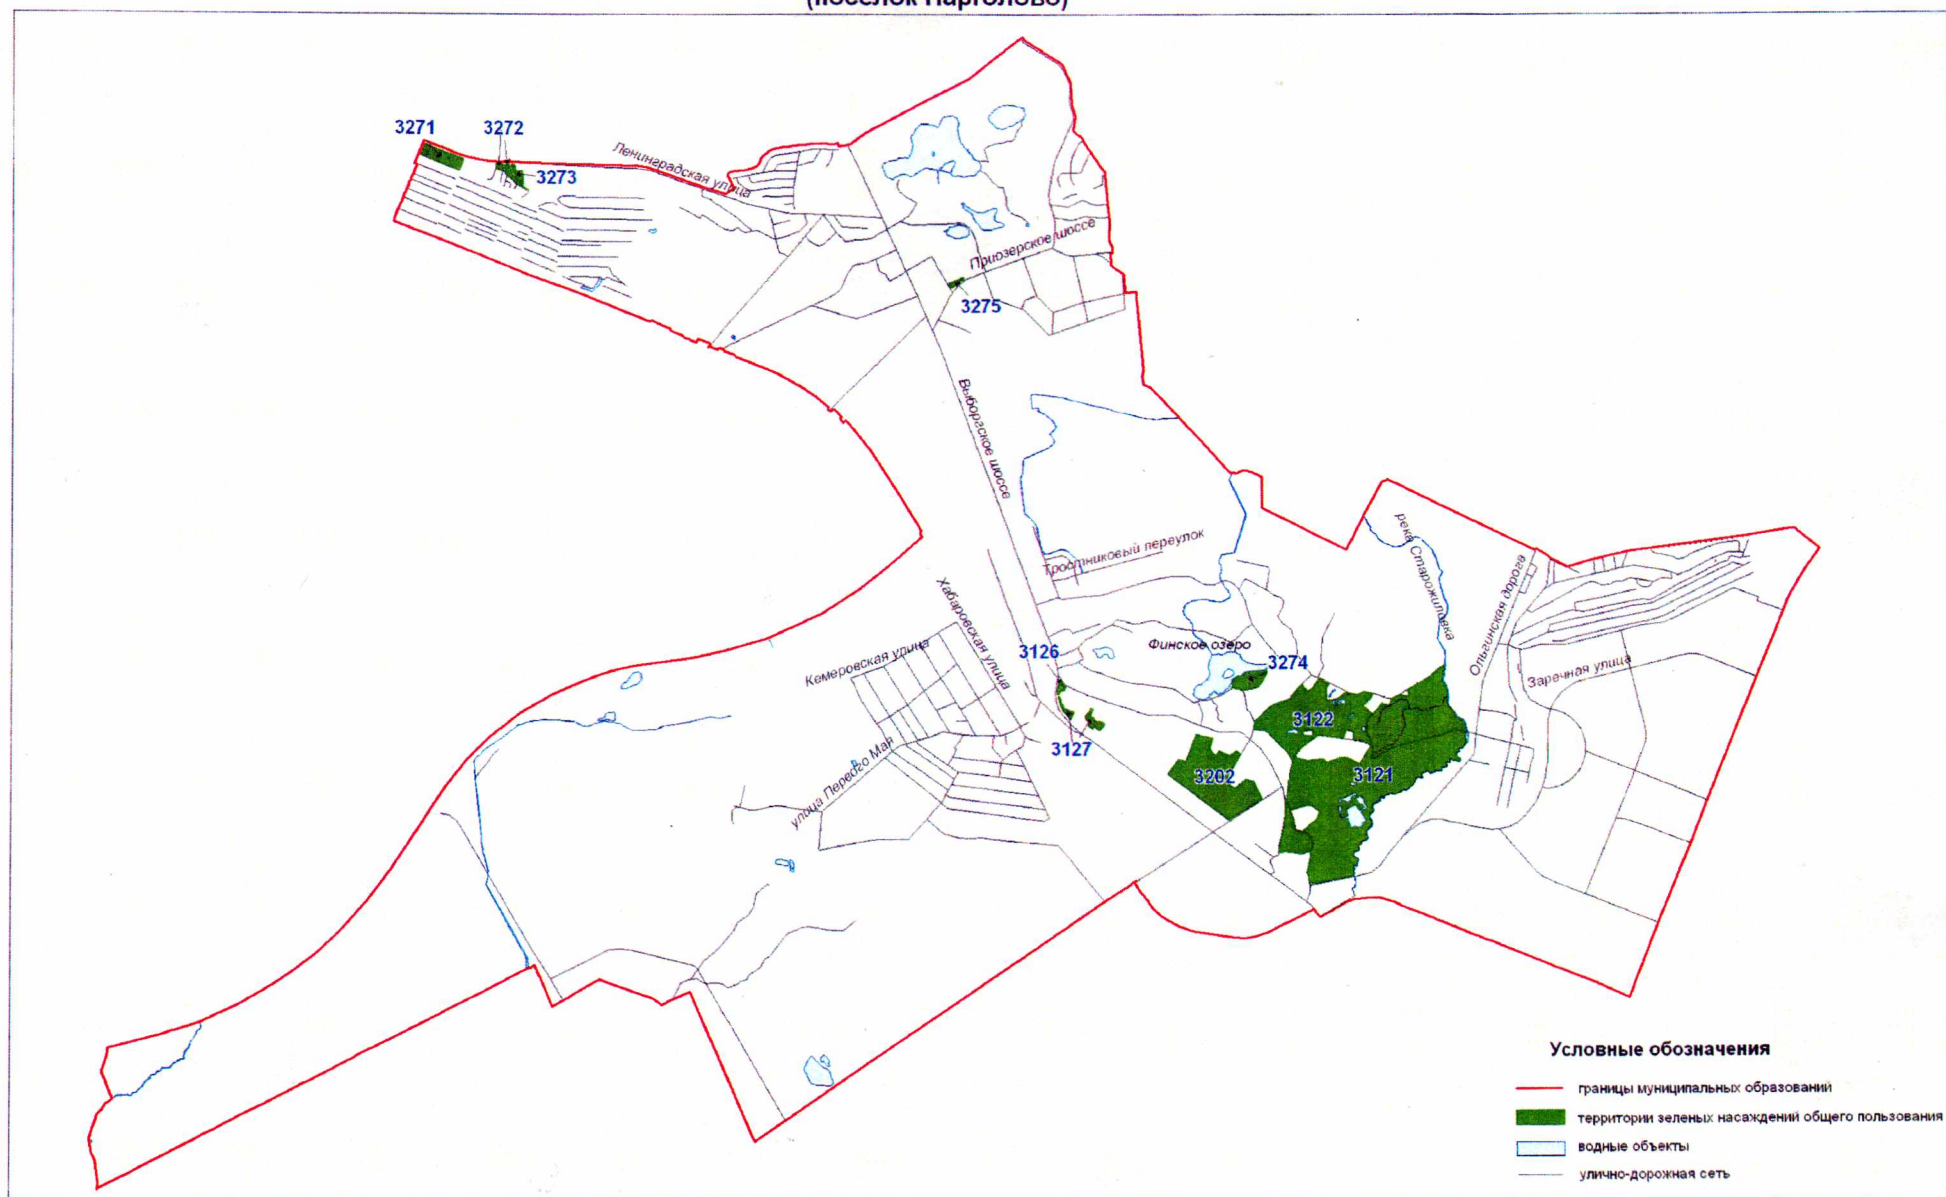 (поселок Парголово)
3271
3272
3273
Ленинградская улица
Приозерское шоссе
3275
Выборгское шоссе
Тростниковый переулок
река Старожиловка
Ольгинская дорога
Заречная улица
Хабаровская улица
Кемеровская улица
улица Первого Мая
3126
Финское озеро
3274
3122
3127
3202
3121
Условные обозначения
границы муниципальных образований
территории зеленых насаждений общего пользования
водные объекты
улично-дорожная сеть